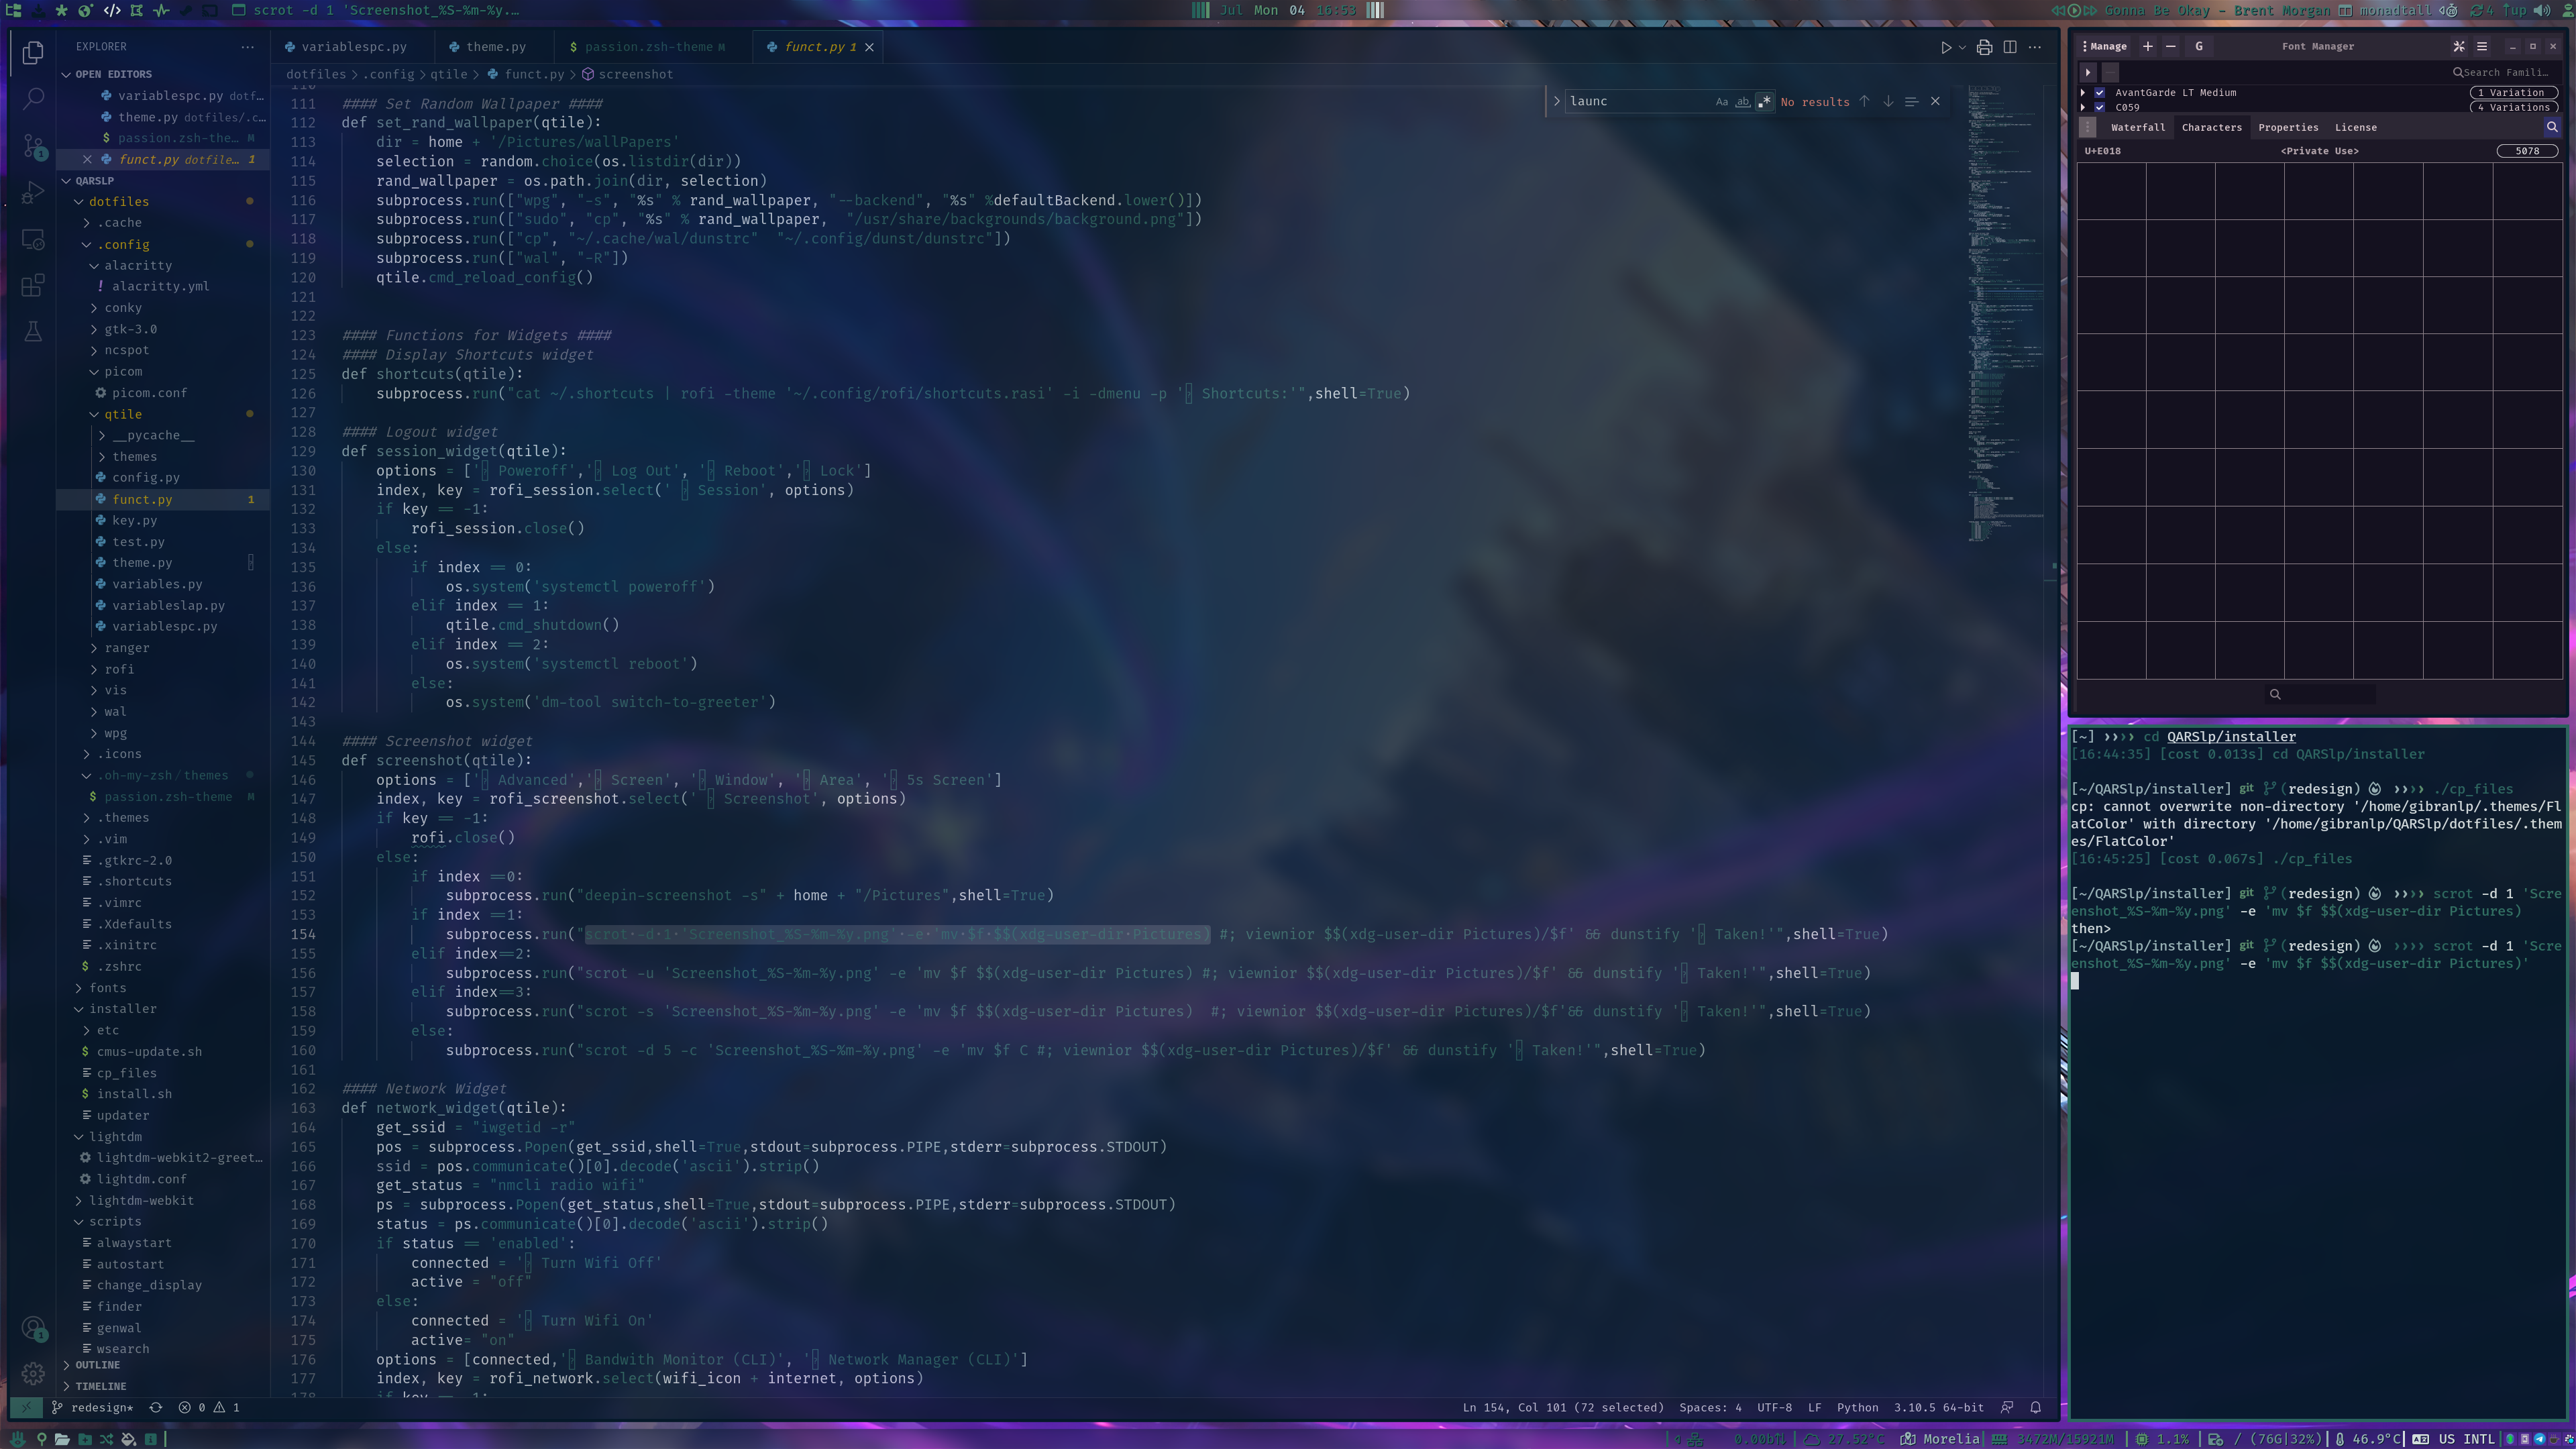 scrot -d 1 'Screenshot_%S-%m-%y....
Jul Mon 04 16:53
Gonna Be Okay - Brent Morgan monadtall 4 ↑up
EXPLORER
OPEN EDITORS
variablespc.py dotf...
theme.py dotfiles/.c...
passion.zsh-the... M
funct.py dotfile... 1
QARSLP
dotfiles
.cache
.config
alacritty
alacritty.yml
conky
gtk-3.0
ncspot
picom
picom.conf
qtile
__pycache__
themes
config.py
funct.py 1
key.py
test.py
theme.py
variables.py
variableslap.py
variablespc.py
ranger
rofi
vis
wal
wpg
.icons
.oh-my-zsh/themes
passion.zsh-theme M
.themes
.vim
.gtkrc-2.0
.shortcuts
.vimrc
.Xdefaults
.xinitrc
.zshrc
fonts
installer
etc
cmus-update.sh
cp_files
install.sh
updater
lightdm
lightdm-webkit2-greet...
lightdm.conf
lightdm-webkit
scripts
alwaystart
autostart
change_display
finder
genwal
wsearch
OUTLINE
TIMELINE
variablespc.py
theme.py
passion.zsh-theme M
funct.py 1
dotfiles > .config > qtile > funct.py > screenshot
launc Aa ab .* No results
111 #### Set Random Wallpaper ####
112 def set_rand_wallpaper(qtile):
113 dir = home + '/Pictures/wallPapers'
114 selection = random.choice(os.listdir(dir))
115 rand_wallpaper = os.path.join(dir, selection)
116 subprocess.run(["wpg", "-s", "%s" % rand_wallpaper, "--backend", "%s" %defaultBackend.lower()])
117 subprocess.run(["sudo", "cp", "%s" % rand_wallpaper,  "/usr/share/backgrounds/background.png"])
118 subprocess.run(["cp", "~/.cache/wal/dunstrc"  "~/.config/dunst/dunstrc"])
119 subprocess.run(["wal", "-R"])
120 qtile.cmd_reload_config()
121
122
123 #### Functions for Widgets ####
124 #### Display Shortcuts widget
125 def shortcuts(qtile):
126 subprocess.run("cat ~/.shortcuts | rofi -theme '~/.config/rofi/shortcuts.rasi' -i -dmenu -p ' Shortcuts:'",shell=True)
127
128 #### Logout widget
129 def session_widget(qtile):
130 options = [' Poweroff',' Log Out', ' Reboot',' Lock']
131 index, key = rofi_session.select('  Session', options)
132 if key == -1:
133 rofi_session.close()
134 else:
135 if index == 0:
136 os.system('systemctl poweroff')
137 elif index == 1:
138 qtile.cmd_shutdown()
139 elif index == 2:
140 os.system('systemctl reboot')
141 else:
142 os.system('dm-tool switch-to-greeter')
143
144 #### Screenshot widget
145 def screenshot(qtile):
146 options = [' Advanced',' Screen', ' Window', ' Area', ' 5s Screen']
147 index, key = rofi_screenshot.select('  Screenshot', options)
148 if key == -1:
149 rofi.close()
150 else:
151 if index ==0:
152 subprocess.run("deepin-screenshot -s" + home + "/Pictures",shell=True)
153 if index ==1:
154 subprocess.run("scrot -d 1 'Screenshot_%S-%m-%y.png' -e 'mv $f $$(xdg-user-dir Pictures) #; viewnior $$(xdg-user-dir Pictures)/$f' && dunstify ' Taken!'",shell=True)
155 elif index==2:
156 subprocess.run("scrot -u 'Screenshot_%S-%m-%y.png' -e 'mv $f $$(xdg-user-dir Pictures) #; viewnior $$(xdg-user-dir Pictures)/$f' && dunstify ' Taken!'",shell=True)
157 elif index==3:
158 subprocess.run("scrot -s 'Screenshot_%S-%m-%y.png' -e 'mv $f $$(xdg-user-dir Pictures)  #; viewnior $$(xdg-user-dir Pictures)/$f'&& dunstify ' Taken!'",shell=True)
159 else:
160 subprocess.run("scrot -d 5 -c 'Screenshot_%S-%m-%y.png' -e 'mv $f C #; viewnior $$(xdg-user-dir Pictures)/$f' && dunstify ' Taken!'",shell=True)
161
162 #### Network Widget
163 def network_widget(qtile):
164 get_ssid = "iwgetid -r"
165 pos = subprocess.Popen(get_ssid,shell=True,stdout=subprocess.PIPE,stderr=subprocess.STDOUT)
166 ssid = pos.communicate()[0].decode('ascii').strip()
167 get_status = "nmcli radio wifi"
168 ps = subprocess.Popen(get_status,shell=True,stdout=subprocess.PIPE,stderr=subprocess.STDOUT)
169 status = ps.communicate()[0].decode('ascii').strip()
170 if status == 'enabled':
171 connected = ' Turn Wifi Off'
172 active = "off"
173 else:
174 connected = ' Turn Wifi On'
175 active= "on"
176 options = [connected,' Bandwith Monitor (CLI)', ' Network Manager (CLI)']
177 index, key = rofi_network.select(wifi_icon + internet, options)
redesign* 0 1
Ln 154, Col 101 (72 selected) Spaces: 4 UTF-8 LF Python 3.10.5 64-bit
Manage + − G Font Manager
Search Famili...
AvantGarde LT Medium 1 Variation
C059 4 Variations
Waterfall Characters Properties License
U+E018 <Private Use> 5078
[~] ❯❯❯❯ cd QARSlp/installer
[16:44:35] [cost 0.013s] cd QARSlp/installer
[~/QARSlp/installer] git (redesign) ❯❯❯❯ ./cp_files
cp: cannot overwrite non-directory '/home/gibranlp/.themes/Fl
atColor' with directory '/home/gibranlp/QARSlp/dotfiles/.them
es/FlatColor'
[16:45:25] [cost 0.067s] ./cp_files
[~/QARSlp/installer] git (redesign) ❯❯❯❯ scrot -d 1 'Scre
enshot_%S-%m-%y.png' -e 'mv $f $$(xdg-user-dir Pictures)
then>
[~/QARSlp/installer] git (redesign) ❯❯❯❯ scrot -d 1 'Scre
enshot_%S-%m-%y.png' -e 'mv $f $$(xdg-user-dir Pictures)'
0.00b 27.52°C Morelia 3472M/15921M 1.1% / (76G|32%) 46.9°C US INTL